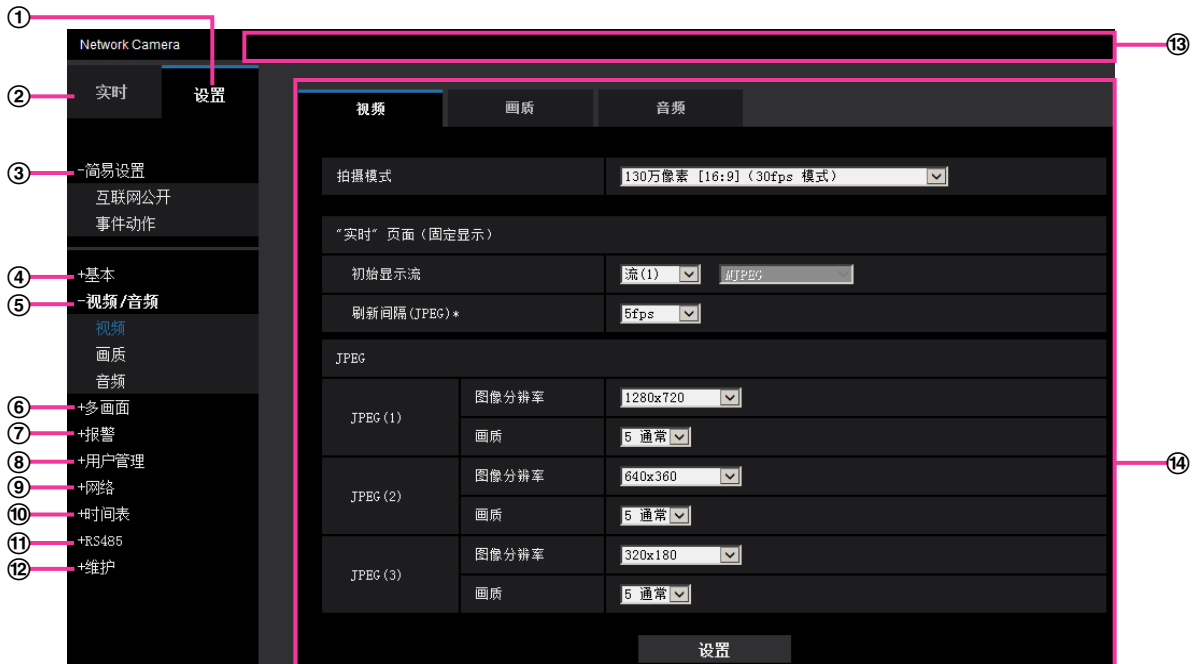 ①
Network Camera
⑬
② 实时 设置
视频 画质 音频
③ -简易设置
拍摄模式 130万像素 [16:9] (30fps 模式)
互联网公开
事件动作
“实时“ 页面(固定显示)
④ +基本
初始显示流 流(1) MJPEG
⑤ -视频/音频
刷新间隔(JPEG)* 5fps
视频
画质
JPEG
音频
⑥ +多画面
JPEG(1) 图像分辨率 1280x720
⑦ +报警
画质 5 通常
⑧ +用户管理
⑭
⑨ +网络
JPEG(2) 图像分辨率 640x360
⑩ +时间表
画质 5 通常
⑪ +RS485
JPEG(3) 图像分辨率 320x180
⑫ +维护
画质 5 通常
设置